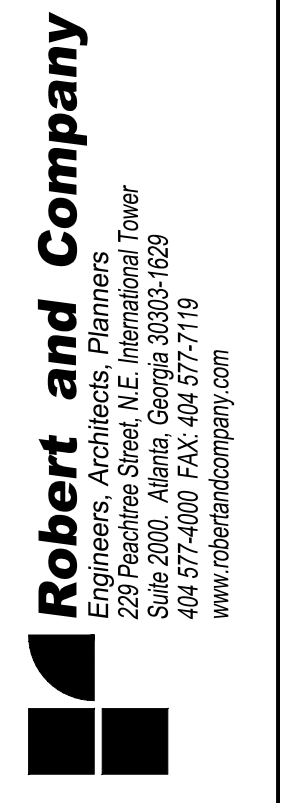 Robert and Company
Engineers, Architects, Planners
229 Peachtree Street, N.E. International Tower
Suite 2000. Atlanta, Georgia 30303-1629
404 577-4000 FAX: 404 577-7119
www.robertandcompany.com